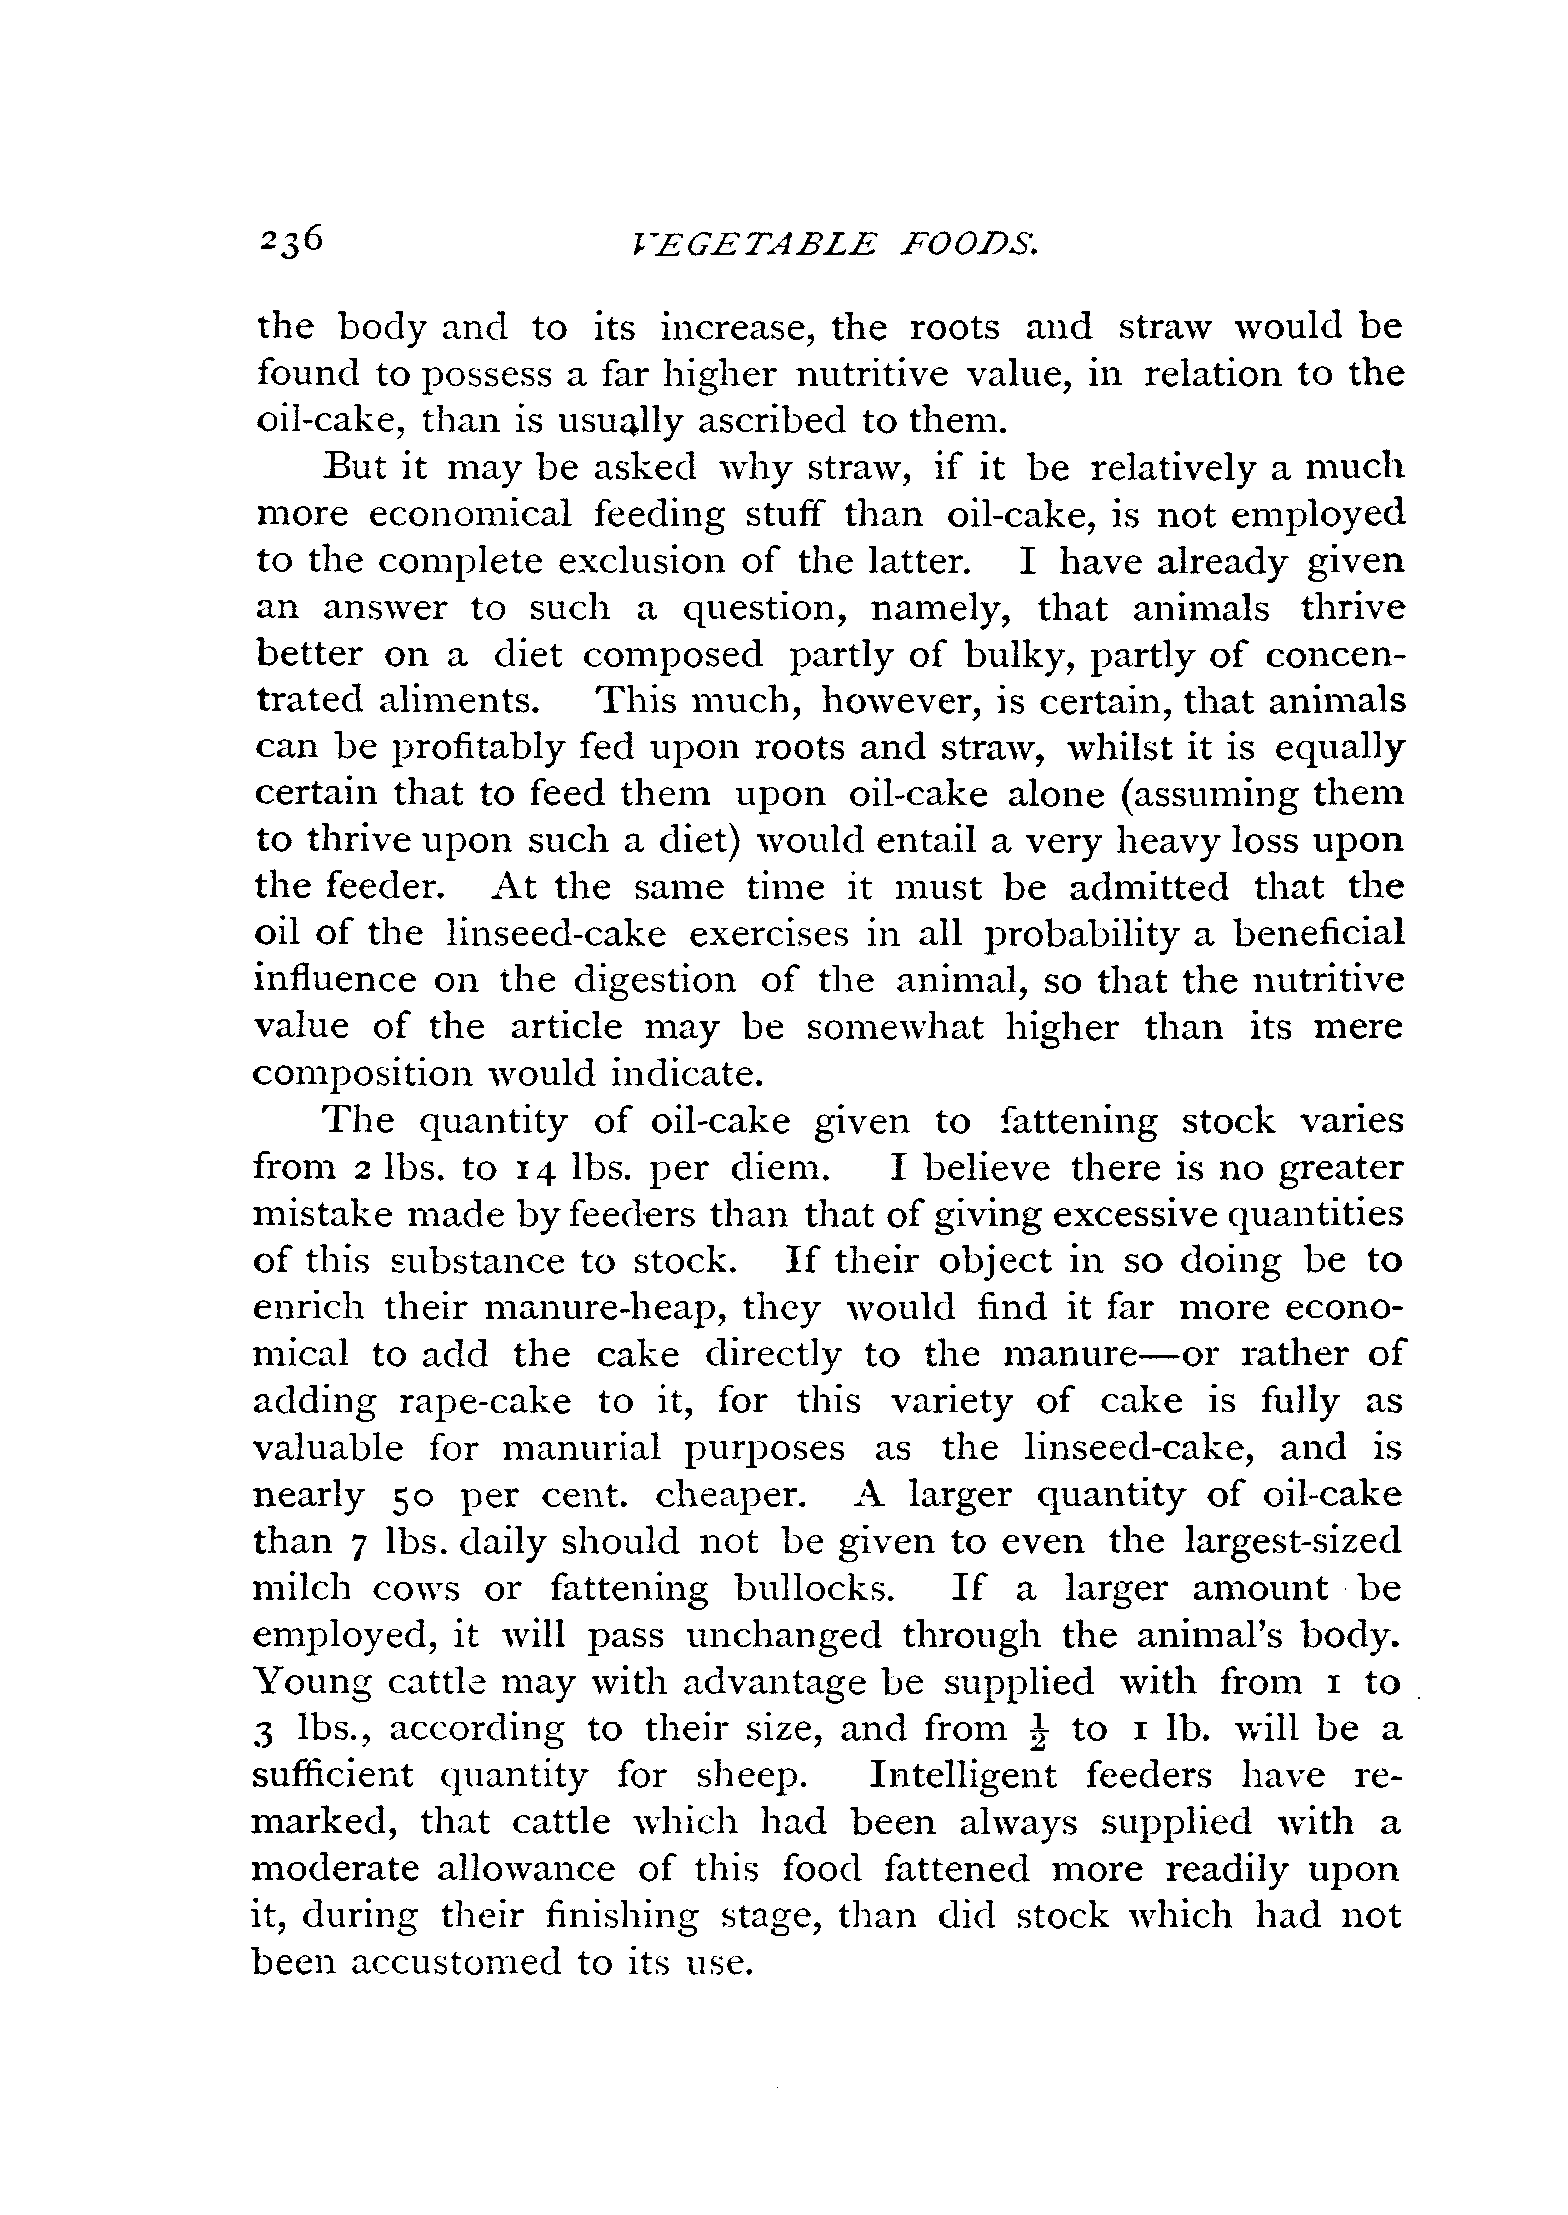 236 VEGETABLE FOODS.
the body and to its increase, the roots and straw would be
found to possess a far higher nutritive value, in relation to the
oil-cake, than is usually ascribed to them.
But it may be asked why straw, if it be relatively a much
more economical feeding stuff than oil-cake, is not employed
to the complete exclusion of the latter. I have already given
an answer to such a question, namely, that animals thrive
better on a diet composed partly of bulky, partly of concen-
trated aliments. This much, however, is certain, that animals
can be profitably fed upon roots and straw, whilst it is equally
certain that to feed them upon oil-cake alone (assuming them
to thrive upon such a diet) would entail a very heavy loss upon
the feeder. At the same time it must be admitted that the
oil of the linseed-cake exercises in all probability a beneficial
influence on the digestion of the animal, so that the nutritive
value of the article may be somewhat higher than its mere
composition would indicate.
The quantity of oil-cake given to fattening stock varies
from 2 lbs. to 14 lbs. per diem. I believe there is no greater
mistake made by feeders than that of giving excessive quantities
of this substance to stock. If their object in so doing be to
enrich their manure-heap, they would find it far more econo-
mical to add the cake directly to the manure—or rather of
adding rape-cake to it, for this variety of cake is fully as
valuable for manurial purposes as the linseed-cake, and is
nearly 50 per cent. cheaper. A larger quantity of oil-cake
than 7 lbs. daily should not be given to even the largest-sized
milch cows or fattening bullocks. If a larger amount be
employed, it will pass unchanged through the animal's body.
Young cattle may with advantage be supplied with from 1 to
3 lbs., according to their size, and from ½ to 1 lb. will be a
sufficient quantity for sheep. Intelligent feeders have re-
marked, that cattle which had been always supplied with a
moderate allowance of this food fattened more readily upon
it, during their finishing stage, than did stock which had not
been accustomed to its use.